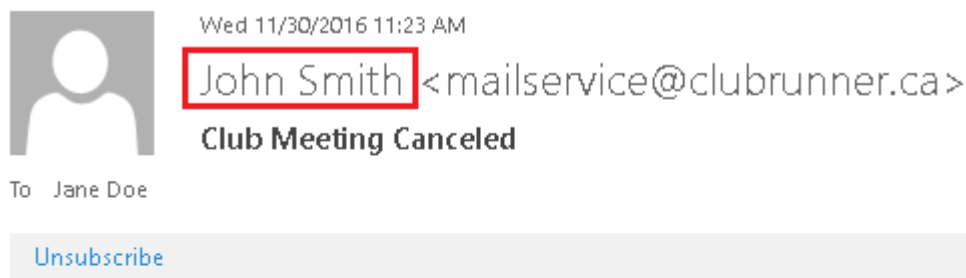 Wed 11/30/2016 11:23 AM
John Smith <mailservice@clubrunner.ca>
Club Meeting Canceled
To Jane Doe
Unsubscribe